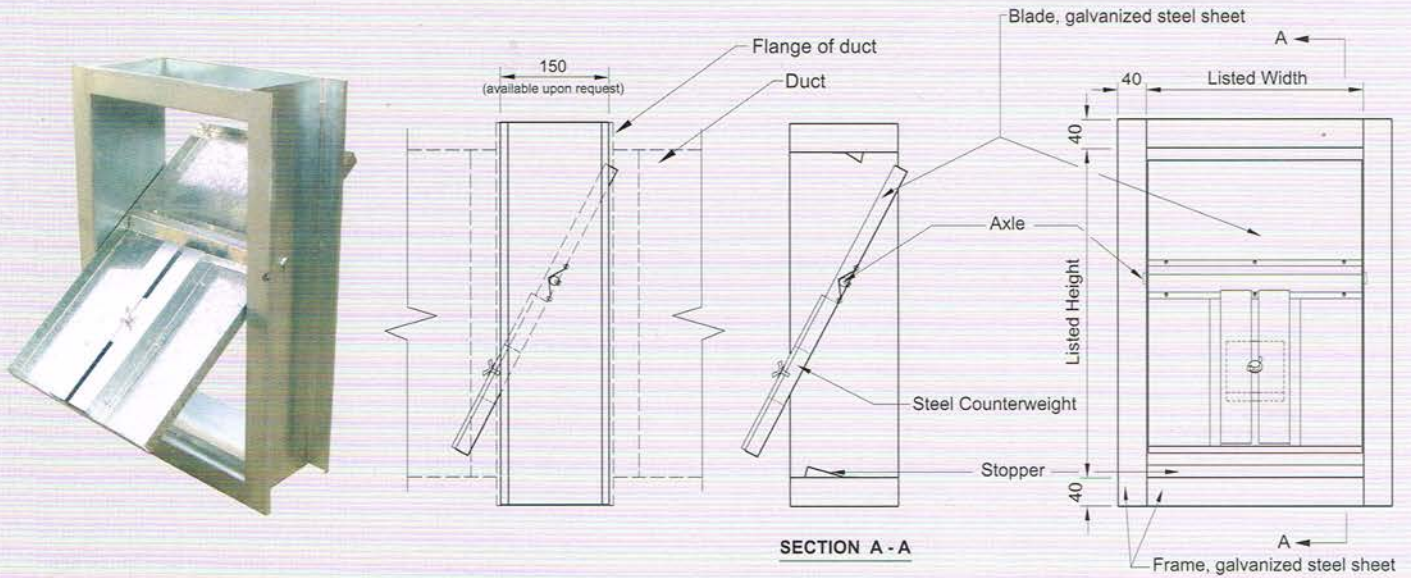 Blade, galvanized steel sheet
Flange of duct
A
150
40
Listed Width
(available upon request)
Duct
40
Axle
Listed Height
Steel Counterweight
Stopper
40
SECTION A - A
A
Frame, galvanized steel sheet